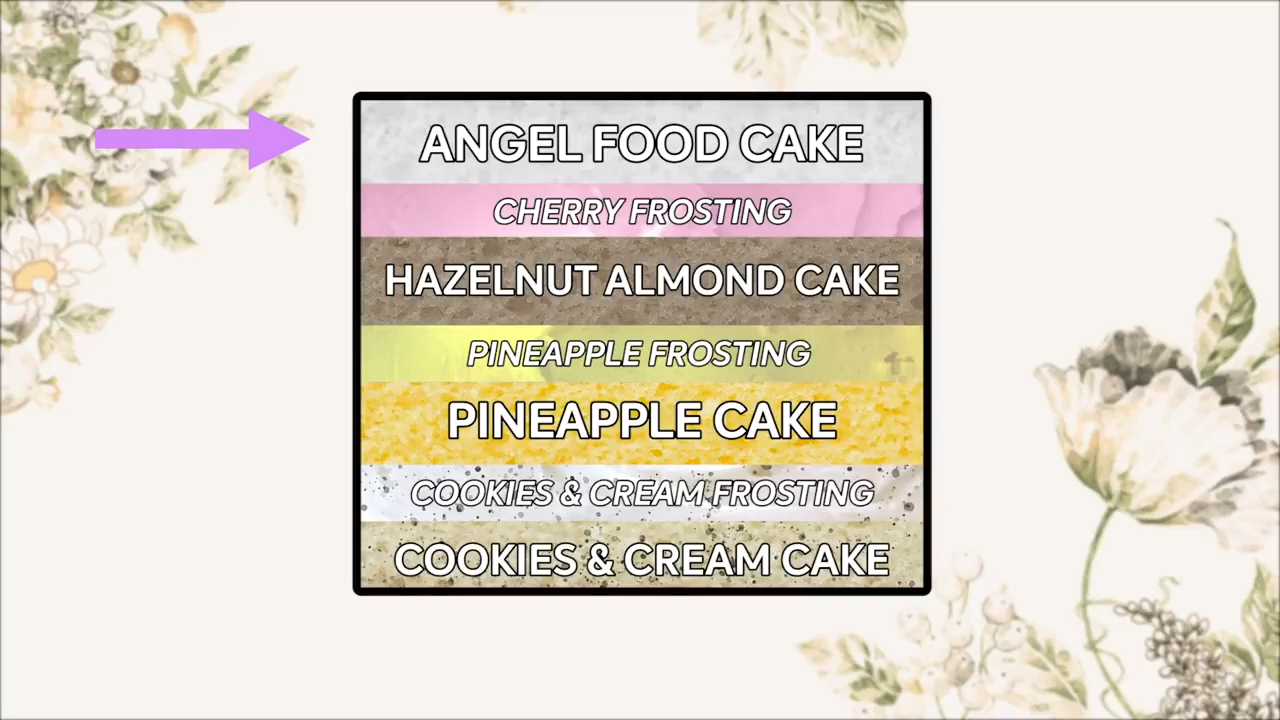 ANGEL FOOD CAKE
CHERRY FROSTING
HAZELNUT ALMOND CAKE
PINEAPPLE FROSTING
PINEAPPLE CAKE
COOKIES & CREAM FROSTING
COOKIES & CREAM CAKE